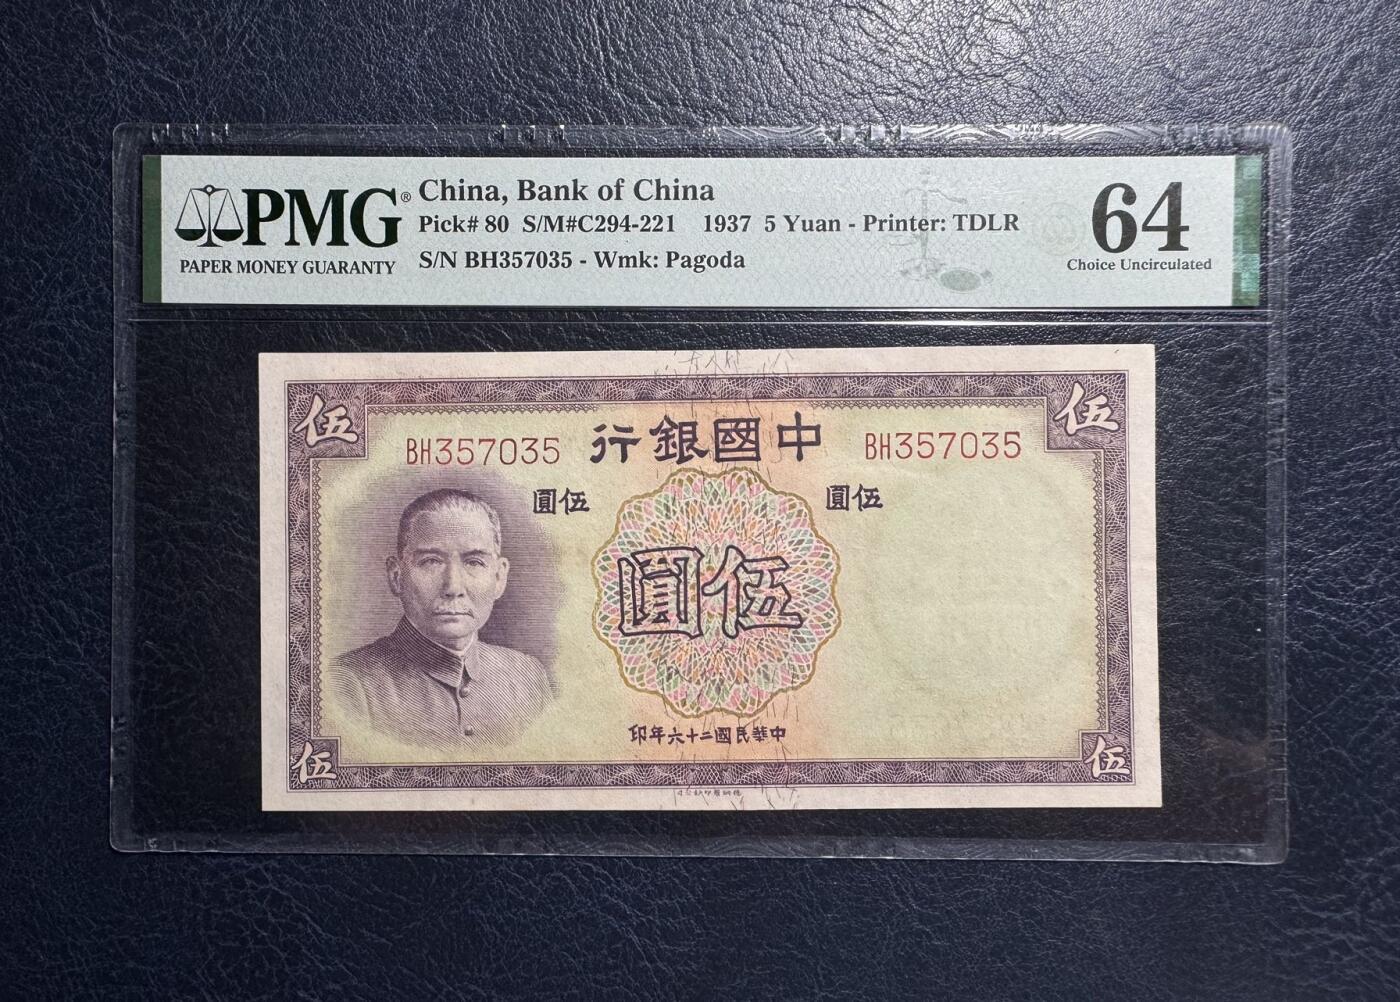 PMG®
PAPER MONEY GUARANTY
China, Bank of China
Pick# 80 S/M#C294-221 1937 5 Yuan - Printer: TDLR
S/N BH357035 - Wmk: Pagoda
64
Choice Uncirculated
伍
伍
BH357035
行銀國中
BH357035
圓伍
圓伍
圓伍
印年六十二國民華中
伍
伍